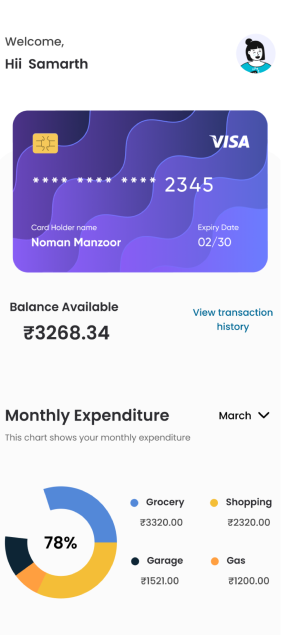 Welcome,
Hii Samarth
VISA
**** **** **** 2345
Card Holder name
Expiry Date
Noman Manzoor
02/30
Balance Available
₹3268.34
View transaction
history
Monthly Expenditure
March
This chart shows your monthly expenditure
78%
Grocery
₹3320.00
Shopping
₹2320.00
Garage
₹1521.00
Gas
₹1200.00